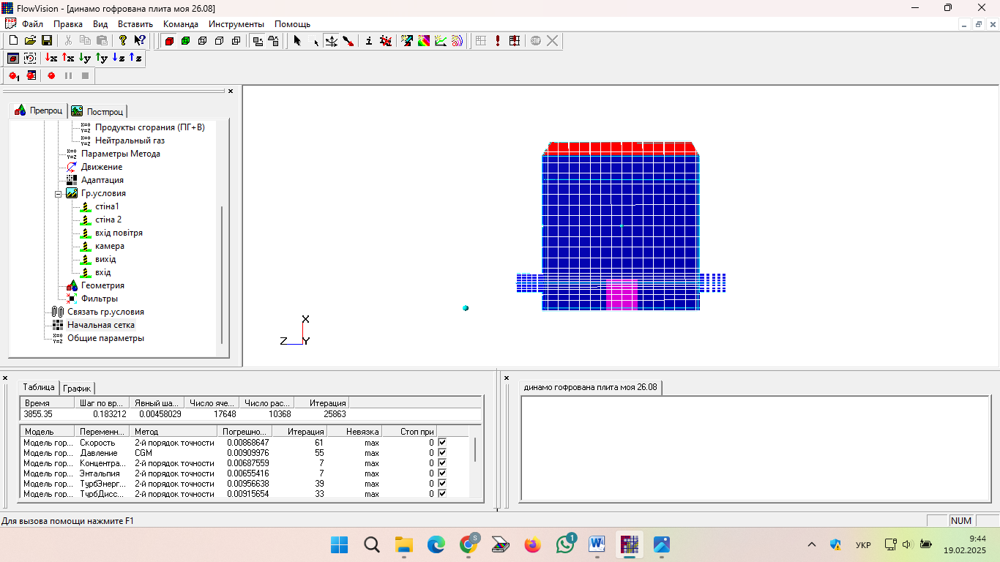 FlowVision - [динамо гофрована плита моя 26.08]
Файл Правка Вид Вставить Команда Инструменты Помощь
x x y y z z
1
Препроц Постпроц
Продукты сгорания (ПГ+В)
Нейтральный газ
Параметры Метода
Движение
Адаптация
Гр.условия
стіна1
стіна 2
вхід повітря
камера
вихід
вхід
Геометрия
Фильтры
Связать гр.условия
Начальная сетка
Общие параметры
X
Z Y
Таблица График
Время Шаг по вр... Явный ша... Число яче... Число рас... Итерация
3855.35 0.183212 0.00458029 17648 10368 25863
Модель Переменн... Метод Погрешно... Итерация Невязка Стоп при
Модель гор... Скорость 2-й порядок точности 0.00868647 61 max 0
Модель гор... Давление CGM 0.00909976 55 max 0
Модель гор... Концентра... 2-й порядок точности 0.00687559 7 max 0
Модель гор... Энтальпия 2-й порядок точности 0.00655416 7 max 0
Модель гор... ТурбЭнерг... 2-й порядок точности 0.00956638 39 max 0
Модель гор... ТурбДисс... 2-й порядок точности 0.00915654 33 max 0
динамо гофрована плита моя 26.08
Для вызова помощи нажмите F1
NUM
S 1 W
УКР
9:44
19.02.2025